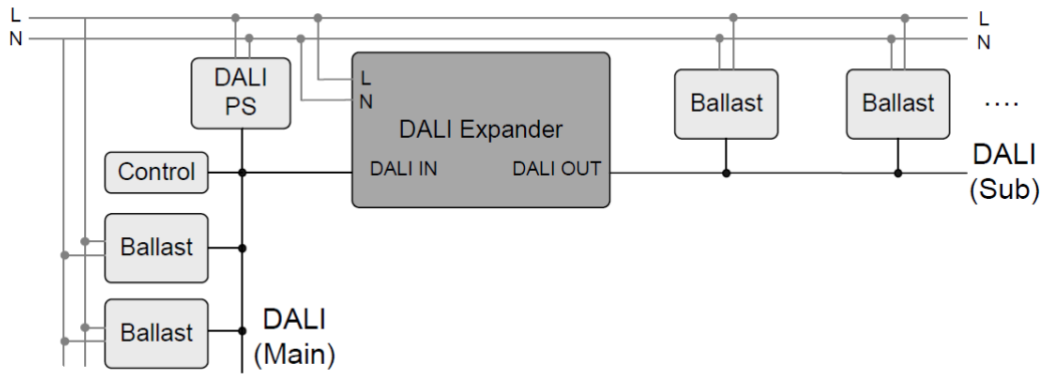 L
N
L
N
DALI
PS
L
N
DALI Expander
DALI IN
DALI OUT
Ballast
Ballast
....
DALI
(Sub)
Control
Ballast
Ballast
DALI
(Main)